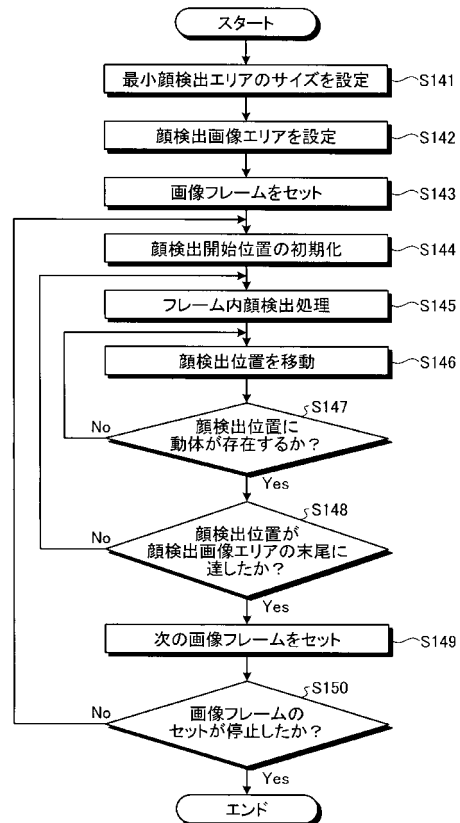 スタート
最小顔検出エリアのサイズを設定
S141
顔検出画像エリアを設定
S142
画像フレームをセット
S143
顔検出開始位置の初期化
S144
フレーム内顔検出処理
S145
顔検出位置を移動
S146
S147
顔検出位置に
動体が存在するか?
No
Yes
S148
顔検出位置が
顔検出画像エリアの末尾に
達したか?
No
Yes
次の画像フレームをセット
S149
S150
画像フレームの
セットが停止したか?
No
Yes
エンド